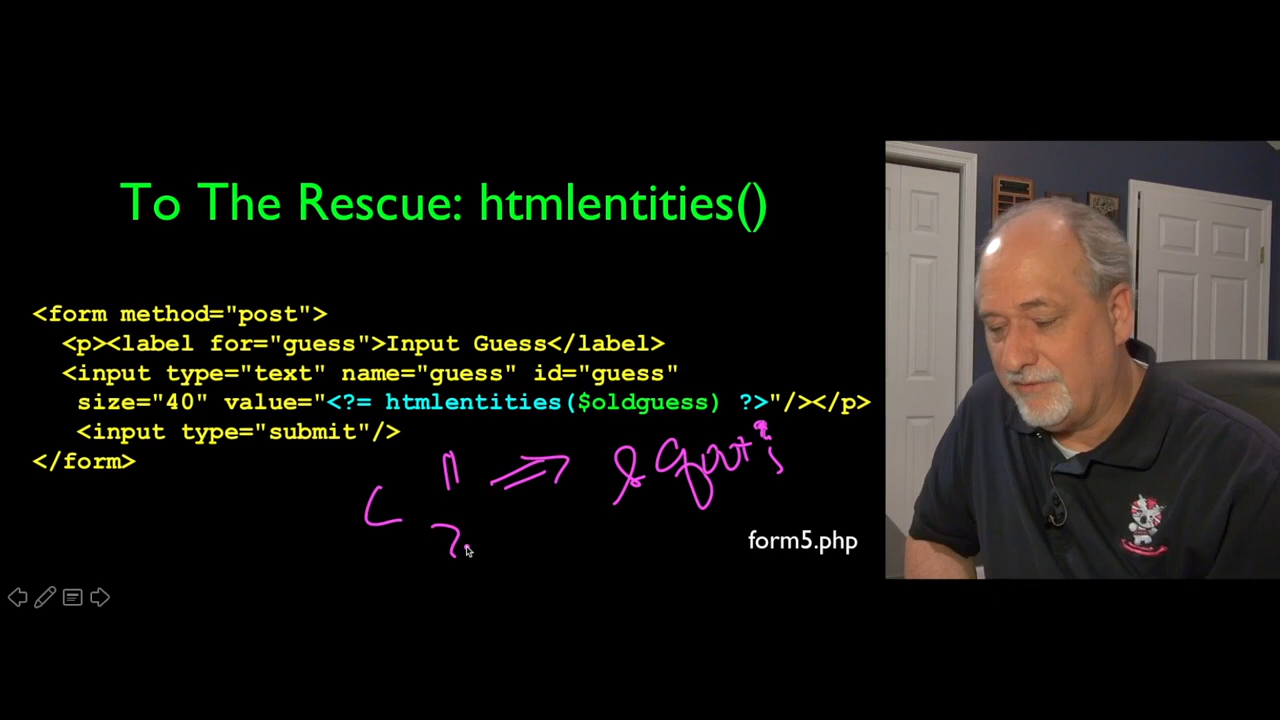 To The Rescue: htmlentities()
<form method="post">
<p><label for="guess">Input Guess</label>
<input type="text" name="guess" id="guess"
size="40" value="<?= htmlentities($oldguess) ?>"/></p>
<input type="submit"/>
</form>
" ⇒ &quot;
< >
form5.php